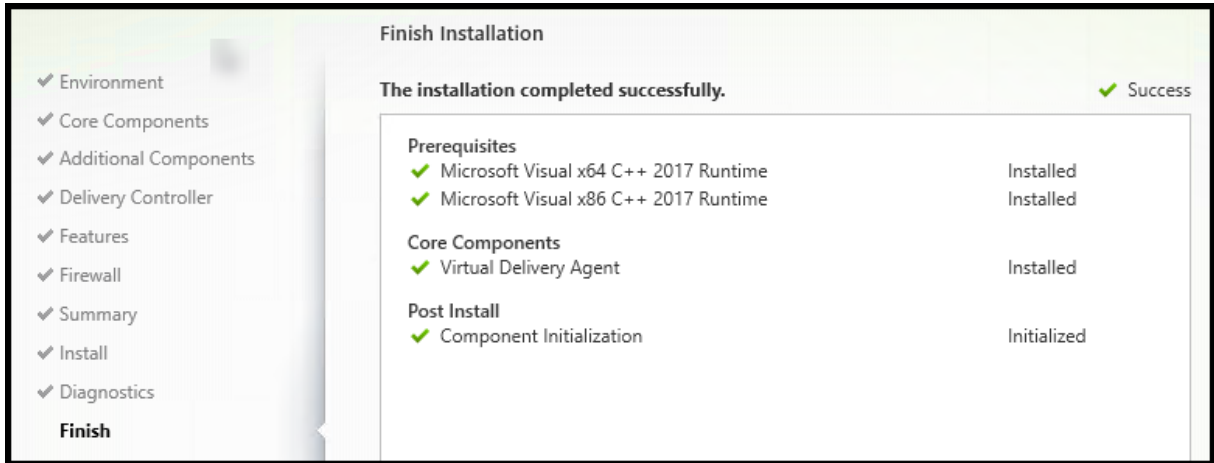 Finish Installation
Environment
Core Components
Additional Components
Delivery Controller
Features
Firewall
Summary
Install
Diagnostics
Finish
The installation completed successfully.
Success
Prerequisites
Microsoft Visual x64 C++ 2017 Runtime Installed
Microsoft Visual x86 C++ 2017 Runtime Installed
Core Components
Virtual Delivery Agent Installed
Post Install
Component Initialization Initialized